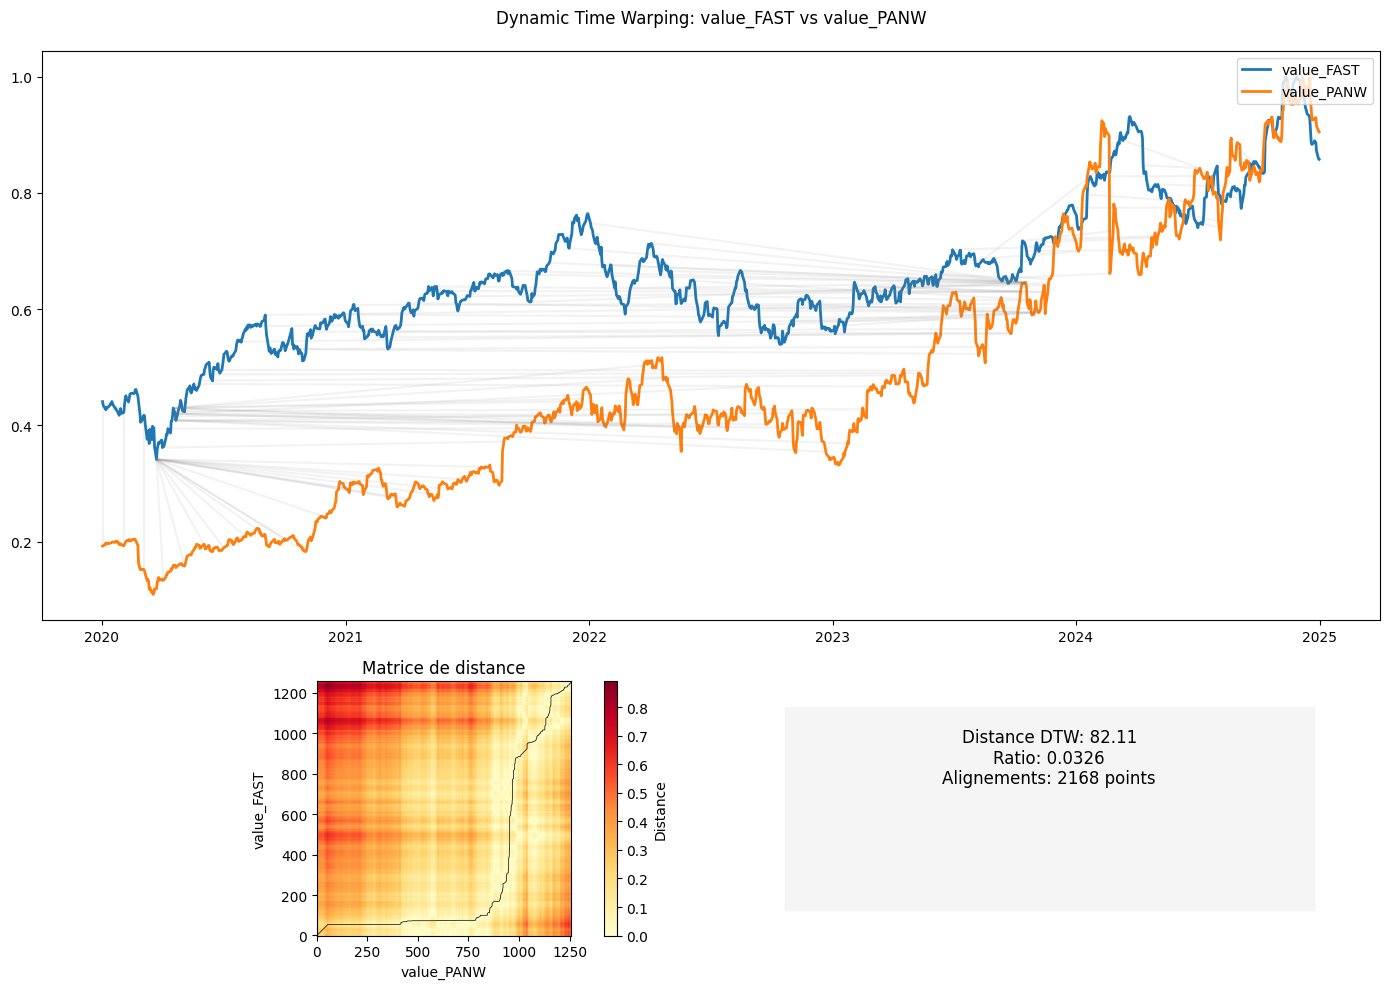 Dynamic Time Warping: value_FAST vs value_PANW
value_FAST
value_PANW
1.0
0.8
0.6
0.4
0.2
2020 2021 2022 2023 2024 2025
Matrice de distance
value_FAST
1200
1000
800
600
400
200
0
0 250 500 750 1000 1250
value_PANW
0.8
0.7
0.6
0.5
0.4
0.3
0.2
0.1
0.0
Distance
Distance DTW: 82.11
Ratio: 0.0326
Alignements: 2168 points